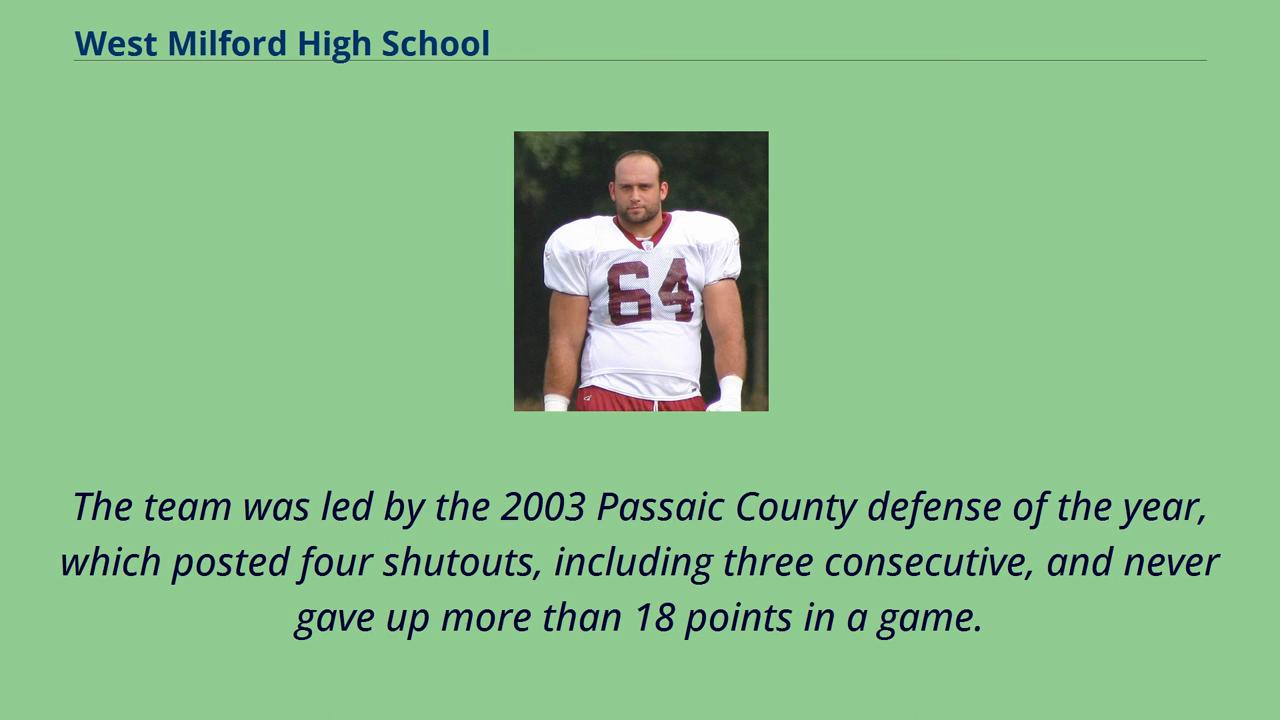 West Milford High School
64
The team was led by the 2003 Passaic County defense of the year,
which posted four shutouts, including three consecutive, and never
gave up more than 18 points in a game.